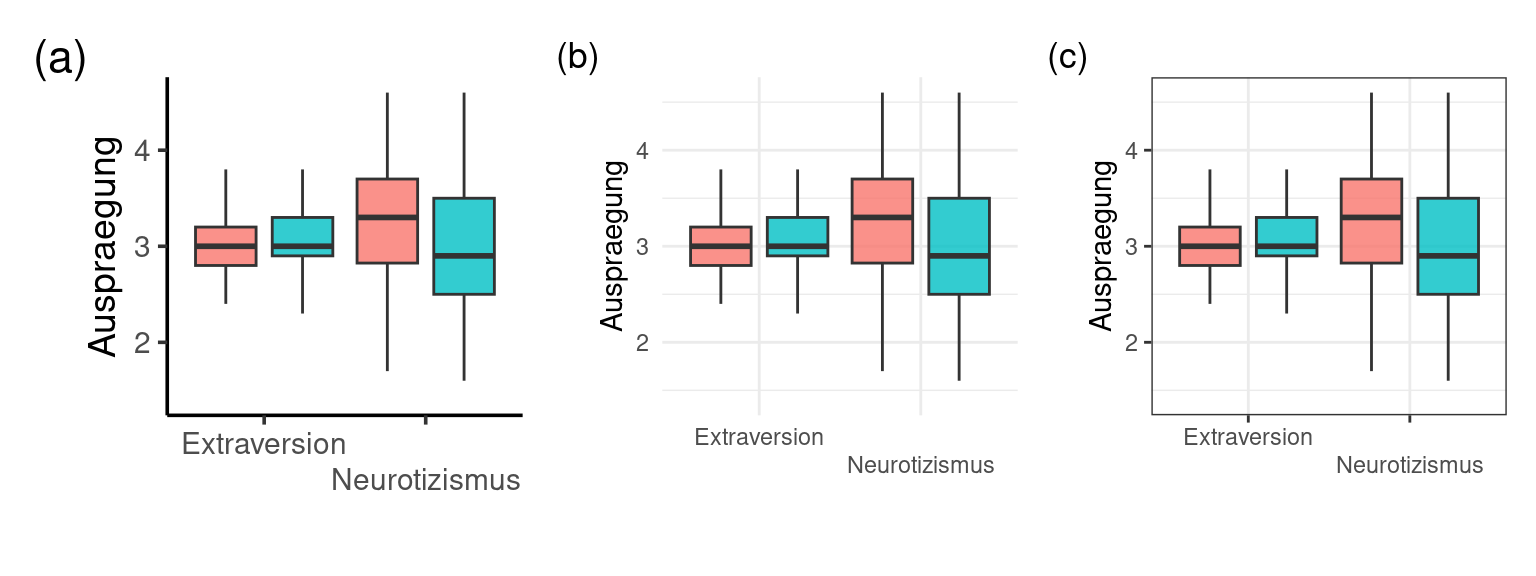 (a)
Auspraegung
4
3
2
Extraversion
Neurotizismus
(b)
Auspraegung
4
3
2
Extraversion
Neurotizismus
(c)
Auspraegung
4
3
2
Extraversion
Neurotizismus